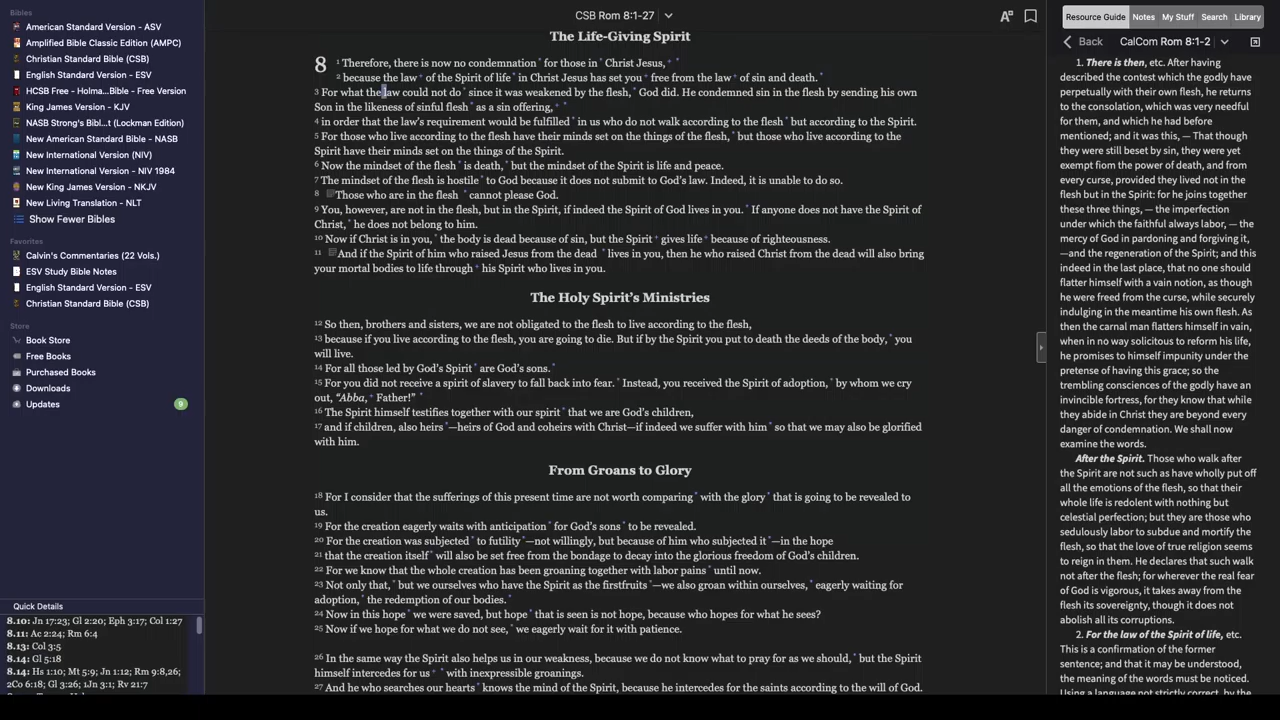 Bibles
American Standard Version - ASV
Amplified Bible Classic Edition (AMPC)
Christian Standard Bible (CSB)
English Standard Version - ESV
HCSB Free - Holma...Bible - Free Version
King James Version - KJV
NASB Strong's Bibl...t (Lockman Edition)
New American Standard Bible - NASB
New International Version (NIV)
New International Version - NIV 1984
New King James Version - NKJV
New Living Translation - NLT
Show Fewer Bibles
Favorites
Calvin's Commentaries (22 Vols.)
ESV Study Bible Notes
English Standard Version - ESV
Christian Standard Bible (CSB)
Store
Book Store
Free Books
Purchased Books
Downloads
Updates 9
Quick Details
8.10: Jn 17:23; Gl 2:20; Eph 3:17; Col 1:27
8.11: Ac 2:24; Rm 6:4
8.13: Col 3:5
8.14: Gl 5:18
8.14: Hs 1:10; Mt 5:9; Jn 1:12; Rm 9:8,26;
2Co 6:18; Gl 3:26; 1Jn 3:1; Rv 21:7
CSB Rom 8:1-27
The Life-Giving Spirit
8 1 Therefore, there is now no condemnation for those in Christ Jesus,
2 because the law of the Spirit of life in Christ Jesus has set you free from the law of sin and death.
3 For what the law could not do since it was weakened by the flesh, God did. He condemned sin in the flesh by sending his own
Son in the likeness of sinful flesh as a sin offering,
4 in order that the law's requirement would be fulfilled in us who do not walk according to the flesh but according to the Spirit.
5 For those who live according to the flesh have their minds set on the things of the flesh, but those who live according to the
Spirit have their minds set on the things of the Spirit.
6 Now the mindset of the flesh is death, but the mindset of the Spirit is life and peace.
7 The mindset of the flesh is hostile to God because it does not submit to God's law. Indeed, it is unable to do so.
8 Those who are in the flesh cannot please God.
9 You, however, are not in the flesh, but in the Spirit, if indeed the Spirit of God lives in you. If anyone does not have the Spirit of
Christ, he does not belong to him.
10 Now if Christ is in you, the body is dead because of sin, but the Spirit gives life because of righteousness.
11 And if the Spirit of him who raised Jesus from the dead lives in you, then he who raised Christ from the dead will also bring
your mortal bodies to life through his Spirit who lives in you.
The Holy Spirit's Ministries
12 So then, brothers and sisters, we are not obligated to the flesh to live according to the flesh,
13 because if you live according to the flesh, you are going to die. But if by the Spirit you put to death the deeds of the body, you
will live.
14 For all those led by God's Spirit are God's sons.
15 For you did not receive a spirit of slavery to fall back into fear. Instead, you received the Spirit of adoption, by whom we cry
out, "Abba, Father!"
16 The Spirit himself testifies together with our spirit that we are God's children,
17 and if children, also heirs—heirs of God and coheirs with Christ—if indeed we suffer with him so that we may also be glorified
with him.
From Groans to Glory
18 For I consider that the sufferings of this present time are not worth comparing with the glory that is going to be revealed to
us.
19 For the creation eagerly waits with anticipation for God's sons to be revealed.
20 For the creation was subjected to futility—not willingly, but because of him who subjected it—in the hope
21 that the creation itself will also be set free from the bondage to decay into the glorious freedom of God's children.
22 For we know that the whole creation has been groaning together with labor pains until now.
23 Not only that, but we ourselves who have the Spirit as the firstfruits—we also groan within ourselves, eagerly waiting for
adoption, the redemption of our bodies.
24 Now in this hope we were saved, but hope that is seen is not hope, because who hopes for what he sees?
25 Now if we hope for what we do not see, we eagerly wait for it with patience.
26 In the same way the Spirit also helps us in our weakness, because we do not know what to pray for as we should, but the Spirit
himself intercedes for us with inexpressible groanings.
27 And he who searches our hearts knows the mind of the Spirit, because he intercedes for the saints according to the will of God.
Resource Guide Notes My Stuff Search Library
Back CalCom Rom 8:1-2
1. There is then, etc. After having
described the contest which the godly have
perpetually with their own flesh, he returns
to the consolation, which was very needful
for them, and which he had before
mentioned; and it was this, — That though
they were still beset by sin, they were yet
exempt from the power of death, and from
every curse, provided they lived not in the
flesh but in the Spirit: for he joins together
these three things, — the imperfection
under which the faithful always labor, — the
mercy of God in pardoning and forgiving it,
—and the regeneration of the Spirit; and this
indeed in the last place, that no one should
flatter himself with a vain notion, as though
he were freed from the curse, while securely
indulging in the meantime his own flesh. As
then the carnal man flatters himself in vain,
when in no way solicitous to reform his life,
he promises to himself impunity under the
pretense of having this grace; so the
trembling consciences of the godly have an
invincible fortress, for they know that while
they abide in Christ they are beyond every
danger of condemnation. We shall now
examine the words.
After the Spirit. Those who walk after
the Spirit are not such as have wholly put off
all the emotions of the flesh, so that their
whole life is redolent with nothing but
celestial perfection; but they are those who
sedulously labor to subdue and mortify the
flesh, so that the love of true religion seems
to reign in them. He declares that such walk
not after the flesh; for wherever the real fear
of God is vigorous, it takes away from the
flesh its sovereignty, though it does not
abolish all its corruptions.
2. For the law of the Spirit of life, etc.
This is a confirmation of the former
sentence; and that it may be understood,
the meaning of the words must be noticed.
Using a language not strictly correct, by the